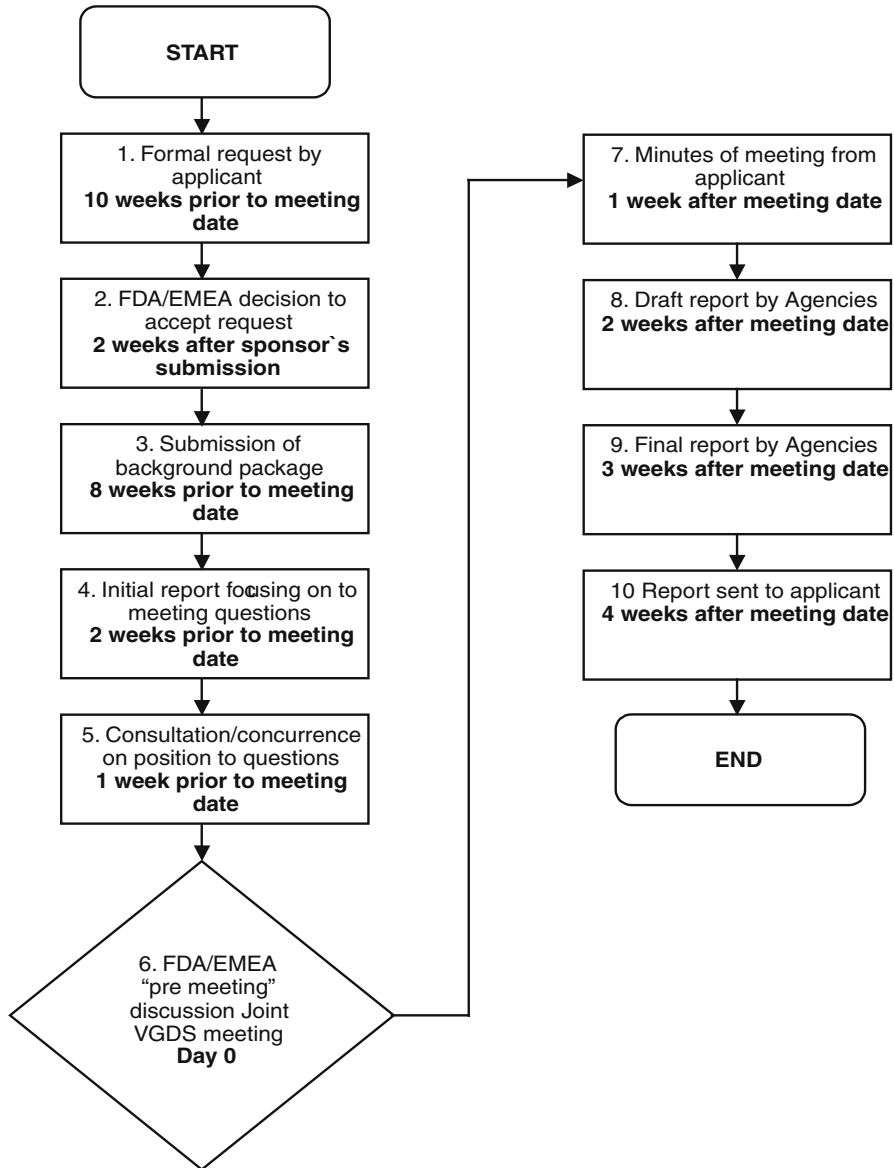 START
1. Formal request by
applicant
10 weeks prior to meeting
date
2. FDA/EMEA decision to
accept request
2 weeks after sponsor`s
submission
3. Submission of
background package
8 weeks prior to meeting
date
4. Initial report focusing on to
meeting questions
2 weeks prior to meeting
date
5. Consultation/concurrence
on position to questions
1 week prior to meeting
date
6. FDA/EMEA
“pre meeting”
discussion Joint
VGDS meeting
Day 0
7. Minutes of meeting from
applicant
1 week after meeting date
8. Draft report by Agencies
2 weeks after meeting date
9. Final report by Agencies
3 weeks after meeting date
10 Report sent to applicant
4 weeks after meeting date
END